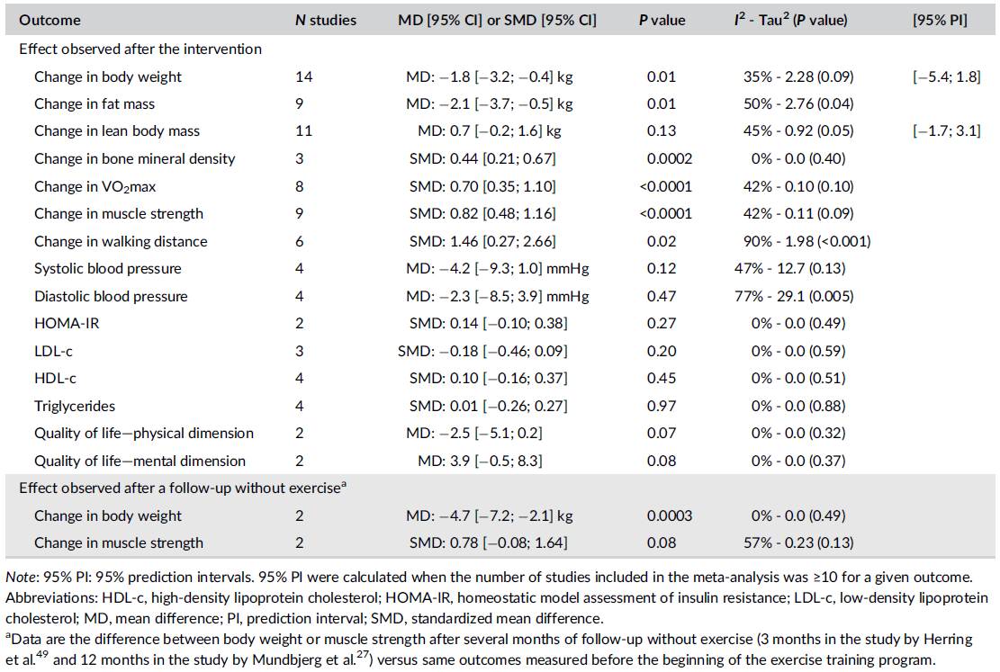 Outcome N studies MD [95% CI] or SMD [95% CI] P value I² - Tau² (P value) [95% PI]
Effect observed after the intervention
Change in body weight 14 MD: −1.8 [−3.2; −0.4] kg 0.01 35% - 2.28 (0.09) [−5.4; 1.8]
Change in fat mass 9 MD: −2.1 [−3.7; −0.5] kg 0.01 50% - 2.76 (0.04)
Change in lean body mass 11 MD: 0.7 [−0.2; 1.6] kg 0.13 45% - 0.92 (0.05) [−1.7; 3.1]
Change in bone mineral density 3 SMD: 0.44 [0.21; 0.67] 0.0002 0% - 0.0 (0.40)
Change in VO₂max 8 SMD: 0.70 [0.35; 1.10] <0.0001 42% - 0.10 (0.10)
Change in muscle strength 9 SMD: 0.82 [0.48; 1.16] <0.0001 42% - 0.11 (0.09)
Change in walking distance 6 SMD: 1.46 [0.27; 2.66] 0.02 90% - 1.98 (<0.001)
Systolic blood pressure 4 MD: −4.2 [−9.3; 1.0] mmHg 0.12 47% - 12.7 (0.13)
Diastolic blood pressure 4 MD: −2.3 [−8.5; 3.9] mmHg 0.47 77% - 29.1 (0.005)
HOMA-IR 2 SMD: 0.14 [−0.10; 0.38] 0.27 0% - 0.0 (0.49)
LDL-c 3 SMD: −0.18 [−0.46; 0.09] 0.20 0% - 0.0 (0.59)
HDL-c 4 SMD: 0.10 [−0.16; 0.37] 0.45 0% - 0.0 (0.51)
Triglycerides 4 SMD: 0.01 [−0.26; 0.27] 0.97 0% - 0.0 (0.88)
Quality of life—physical dimension 2 MD: −2.5 [−5.1; 0.2] 0.07 0% - 0.0 (0.32)
Quality of life—mental dimension 2 MD: 3.9 [−0.5; 8.3] 0.08 0% - 0.0 (0.37)
Effect observed after a follow-up without exerciseᵃ
Change in body weight 2 MD: −4.7 [−7.2; −2.1] kg 0.0003 0% - 0.0 (0.49)
Change in muscle strength 2 SMD: 0.78 [−0.08; 1.64] 0.08 57% - 0.23 (0.13)
Note: 95% PI: 95% prediction intervals. 95% PI were calculated when the number of studies included in the meta-analysis was ≥10 for a given outcome.
Abbreviations: HDL-c, high-density lipoprotein cholesterol; HOMA-IR, homeostatic model assessment of insulin resistance; LDL-c, low-density lipoprotein
cholesterol; MD, mean difference; PI, prediction interval; SMD, standardized mean difference.
ᵃData are the difference between body weight or muscle strength after several months of follow-up without exercise (3 months in the study by Herring
et al.⁴⁹ and 12 months in the study by Mundbjerg et al.²⁷) versus same outcomes measured before the beginning of the exercise training program.